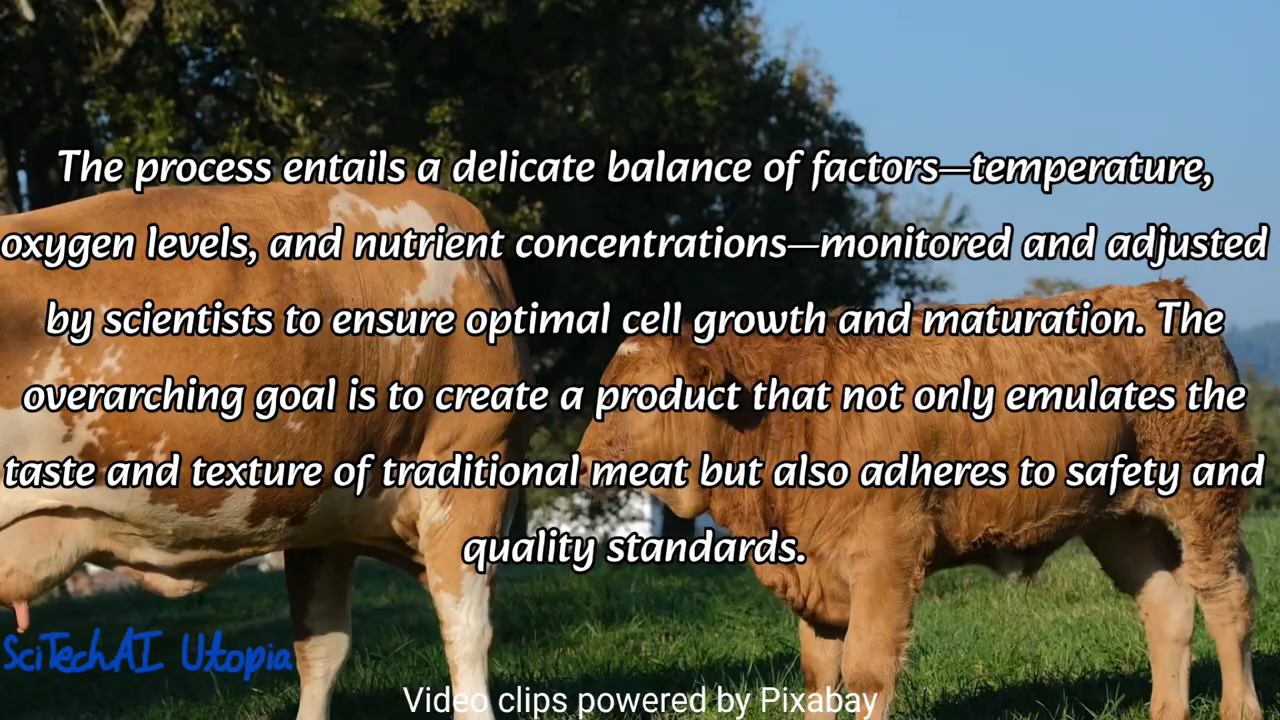 The process entails a delicate balance of factors—temperature,
oxygen levels, and nutrient concentrations—monitored and adjusted
by scientists to ensure optimal cell growth and maturation. The
overarching goal is to create a product that not only emulates the
taste and texture of traditional meat but also adheres to safety and
quality standards.
SciTechAI Utopia
Video clips powered by Pixabay